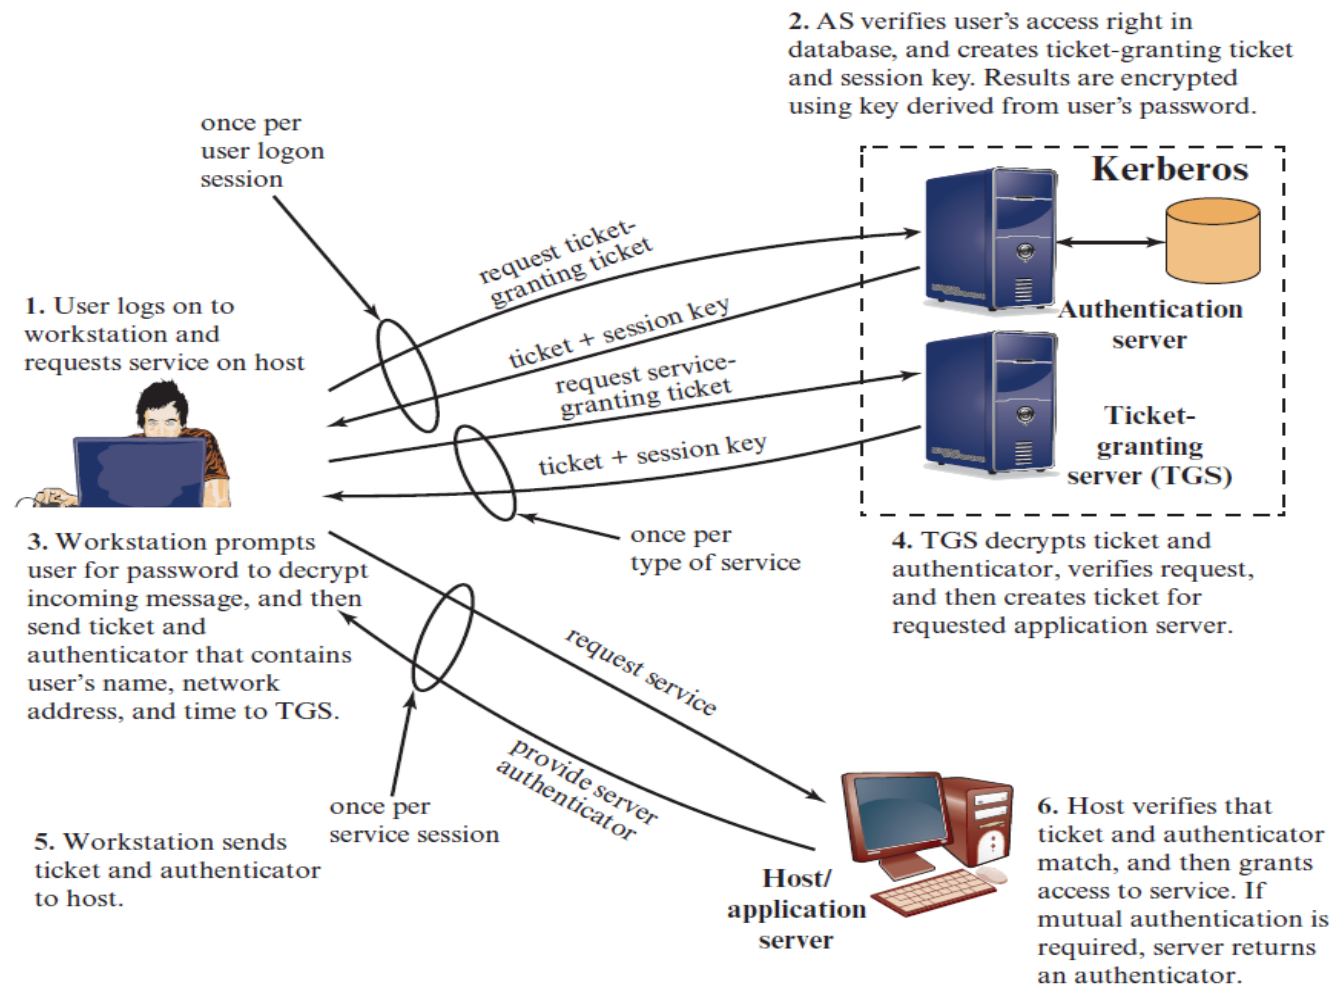 2. AS verifies user's access right in
database, and creates ticket-granting ticket
and session key. Results are encrypted
using key derived from user's password.
once per
user logon
session
Kerberos
request ticket-
granting ticket
1. User logs on to
workstation and
requests service on host
ticket + session key
Authentication
server
request service-
granting ticket
Ticket-
granting
server (TGS)
ticket + session key
once per
type of service
3. Workstation prompts
user for password to decrypt
incoming message, and then
send ticket and
authenticator that contains
user's name, network
address, and time to TGS.
4. TGS decrypts ticket and
authenticator, verifies request,
and then creates ticket for
requested application server.
request service
provide server
authenticator
once per
service session
5. Workstation sends
ticket and authenticator
to host.
Host/
application
server
6. Host verifies that
ticket and authenticator
match, and then grants
access to service. If
mutual authentication is
required, server returns
an authenticator.